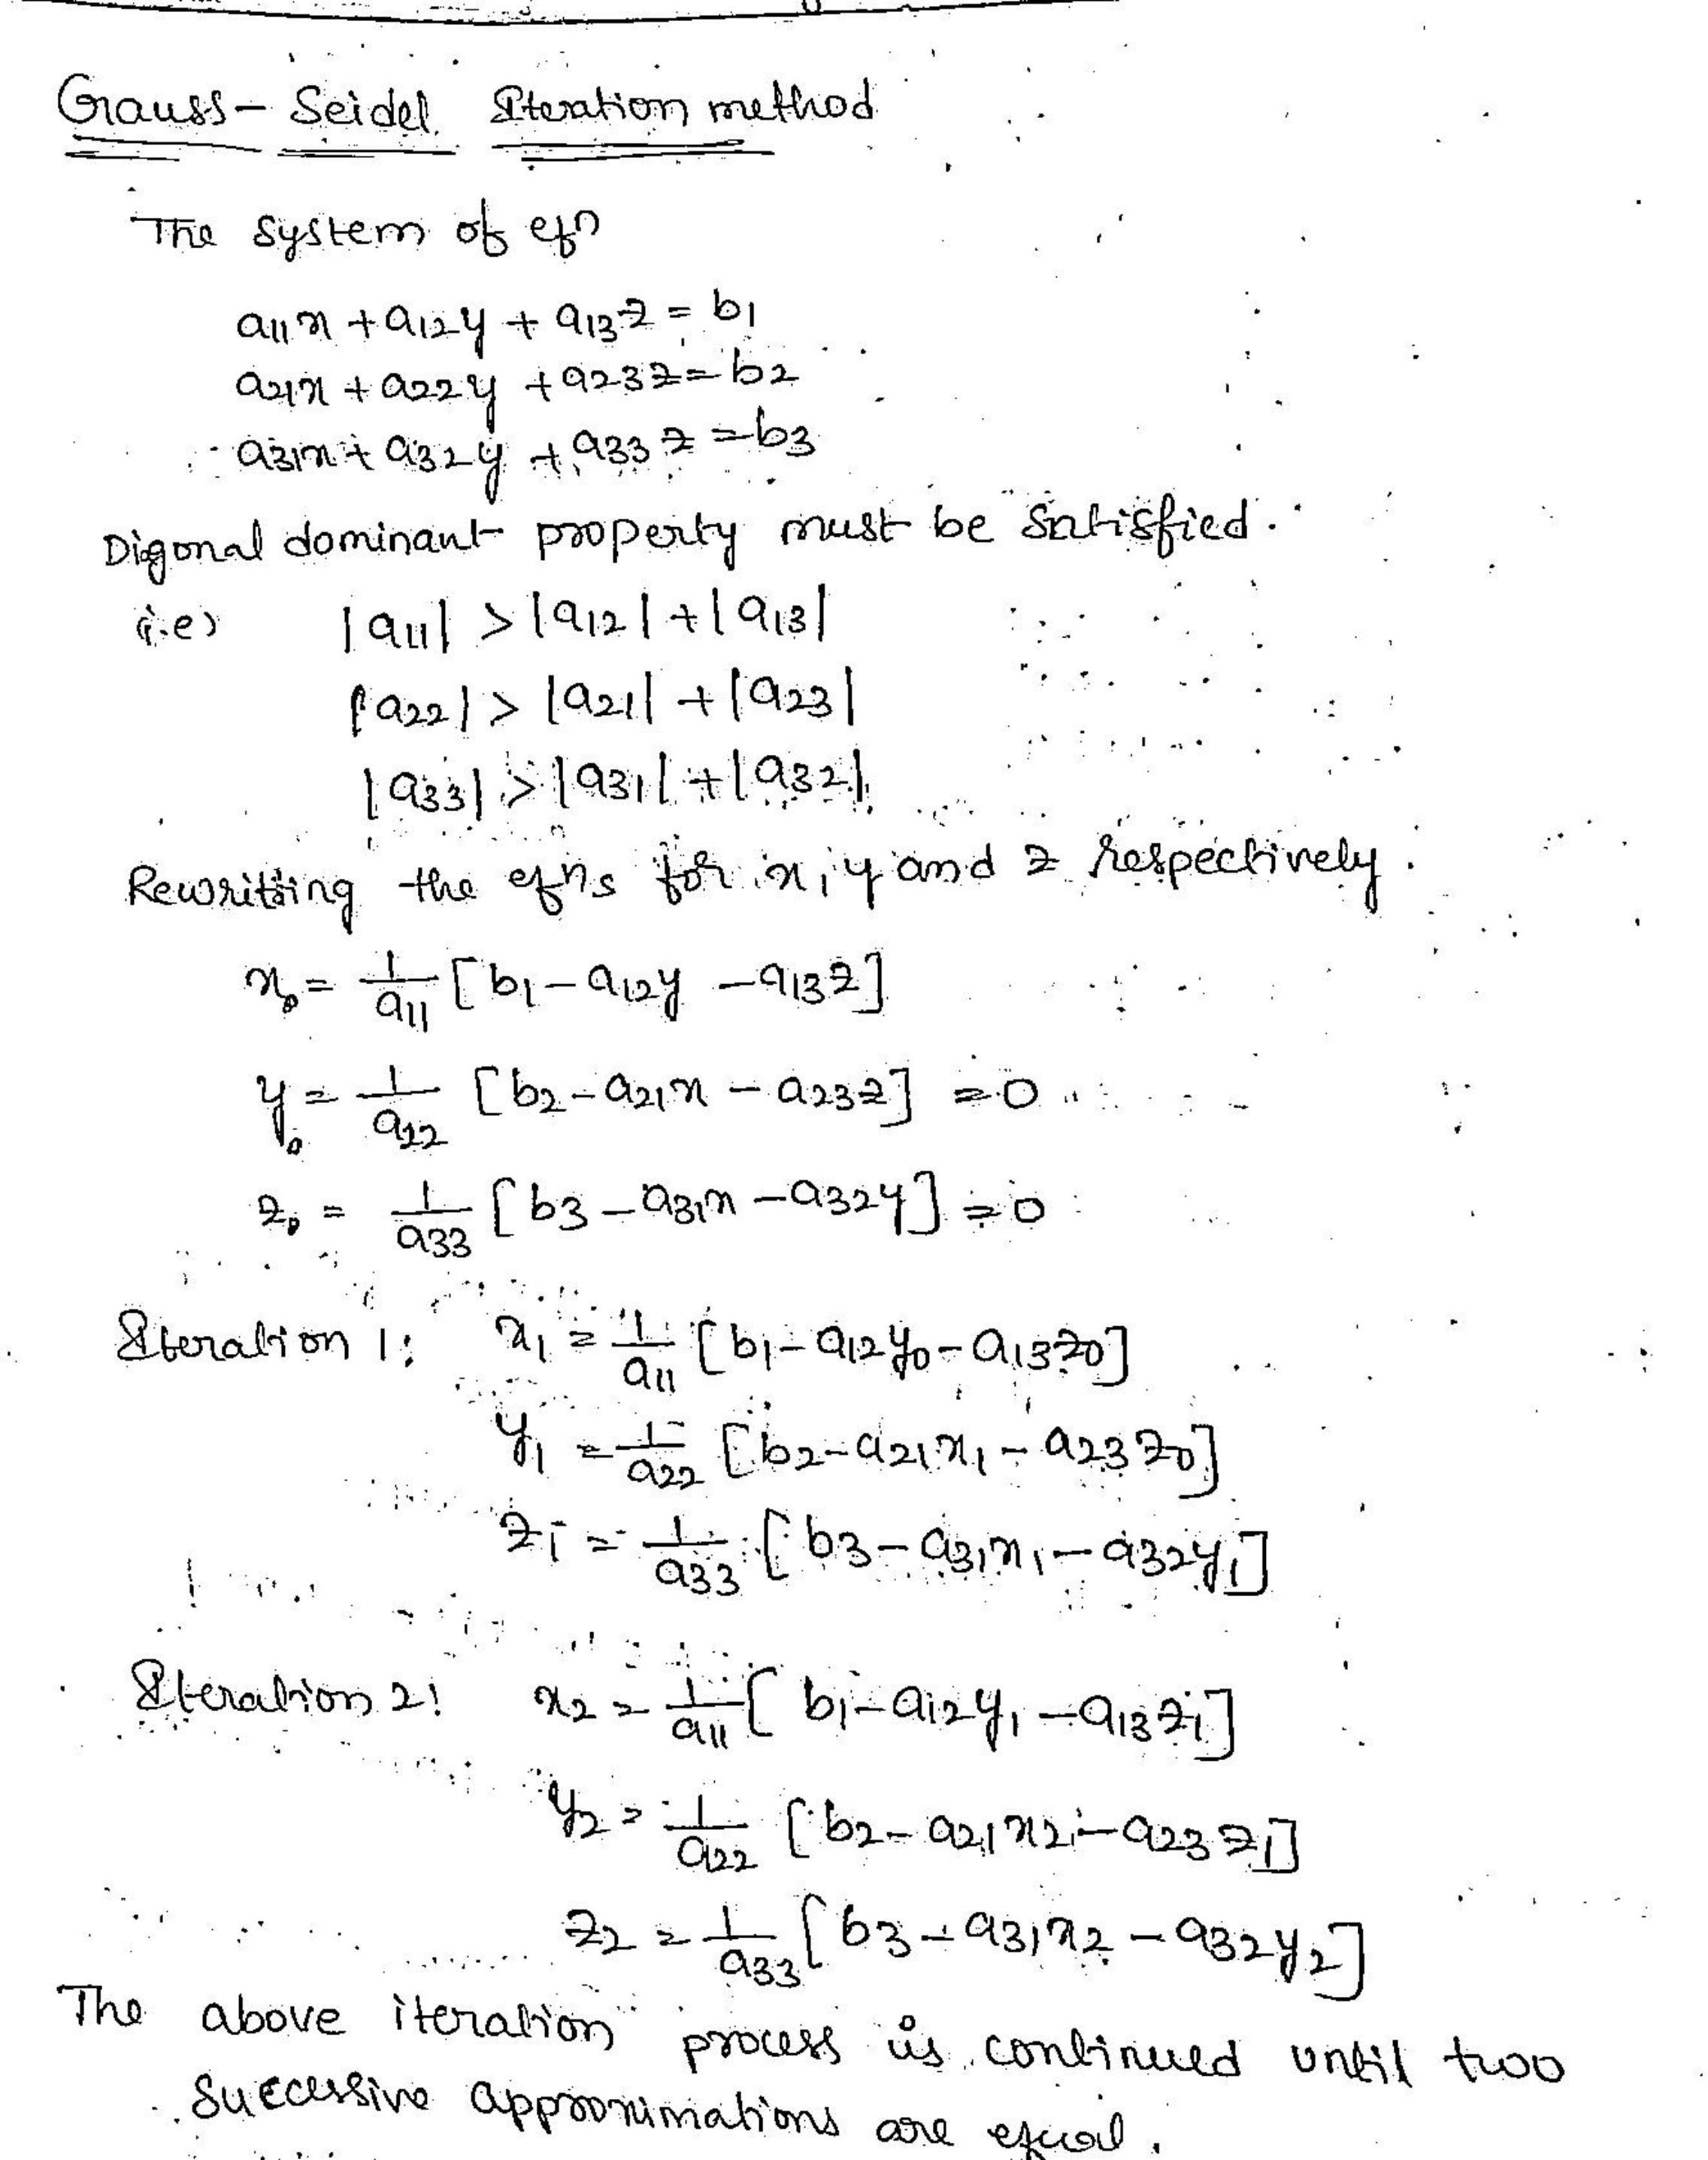 Gauss-Seidel Iteration method
The system of eqn
a11x + a12y + a13z = b1
a21x + a22y + a23z = b2
a31x + a32y + a33z = b3
Digonal dominant property must be satisfied.
(i.e) |a11| > |a12| + |a13|
|a22| > |a21| + |a23|
|a33| > |a31| + |a32|
Rewritting the eqns for x, y and z respectively.
x0 = 1/a11 [b1 - a12y - a13z]
y0 = 1/a22 [b2 - a21x - a23z] = 0
z0 = 1/a33 [b3 - a31x - a32y] = 0
Iteration 1: x1 = 1/a11 [b1 - a12y0 - a13z0]
y1 = 1/a22 [b2 - a21x1 - a23z0]
z1 = 1/a33 [b3 - a31x1 - a32y1]
Iteration 2: x2 = 1/a11 [b1 - a12y1 - a13z1]
y2 = 1/a22 [b2 - a21x2 - a23z1]
z2 = 1/a33 [b3 - a31x2 - a32y2]
The above iteration process is continued until two
successive approximations are equal.